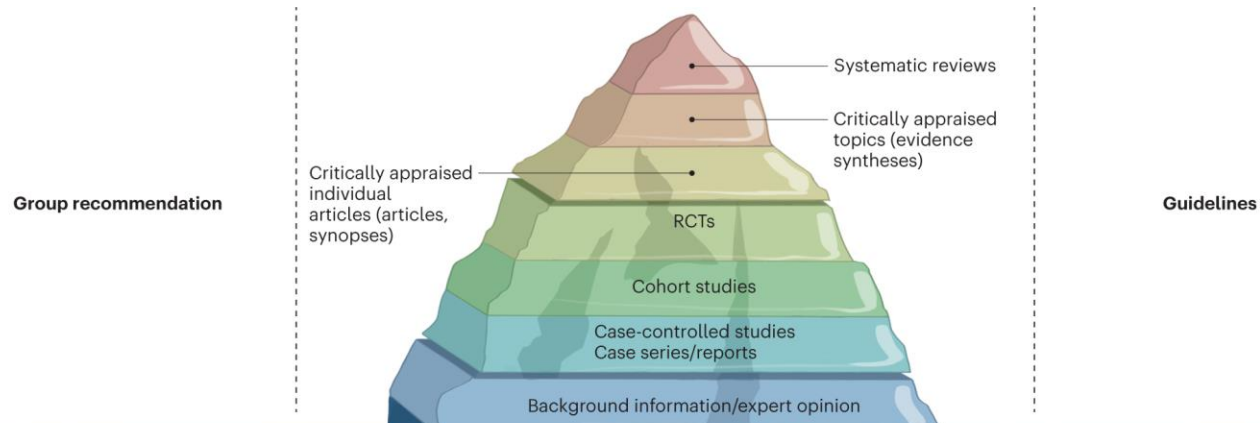 Systematic reviews
Critically appraised
topics (evidence
syntheses)
Critically appraised
individual
articles (articles,
synopses)
Group recommendation
Guidelines
RCTs
Cohort studies
Case-controlled studies
Case series/reports
Background information/expert opinion